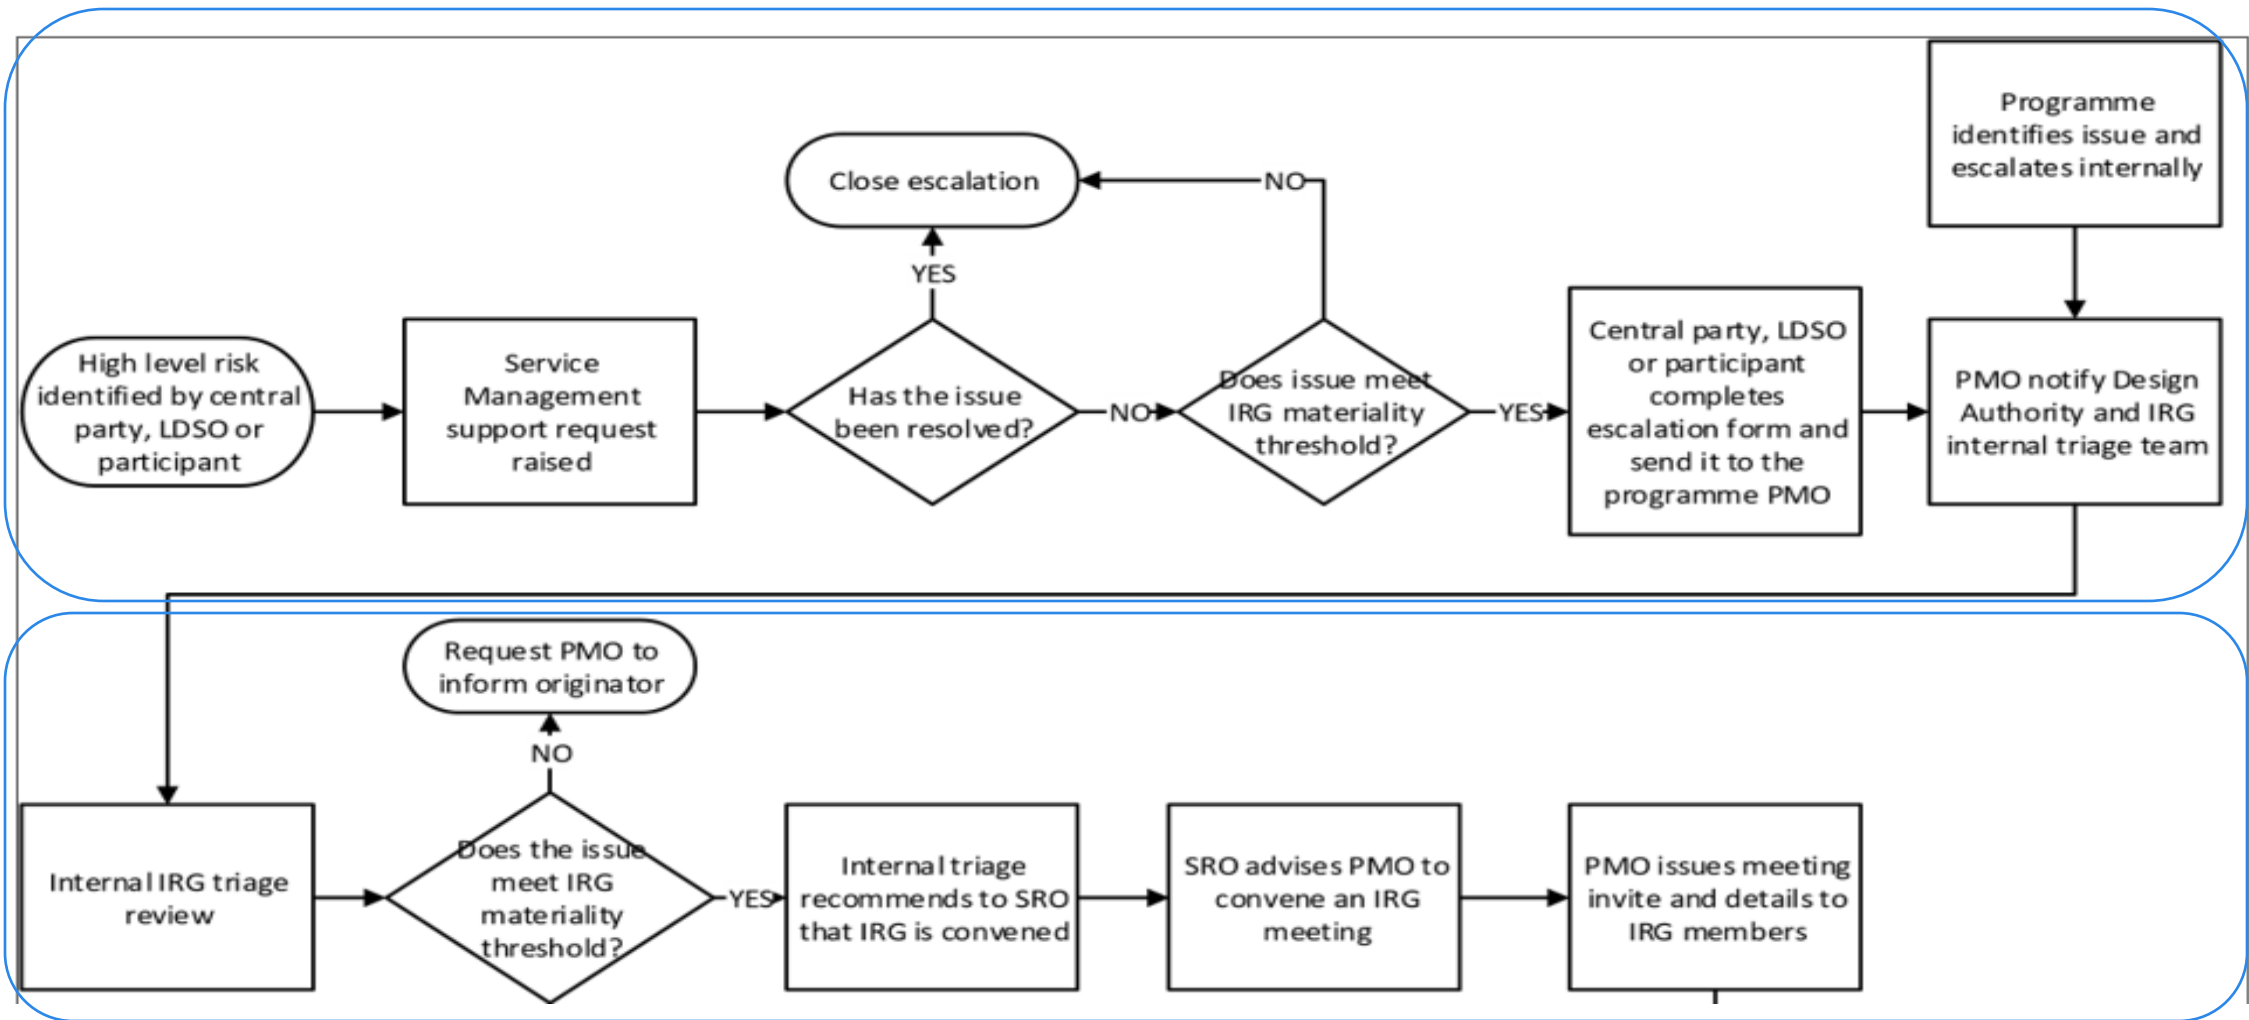 Programme
identifies issue and
escalates internally
Close escalation
NO
YES
High level risk
identified by central
party, LDSO or
participant
Service
Management
support request
raised
Has the issue
been resolved?
NO
Does issue meet
IRG materiality
threshold?
YES
Central party, LDSO
or participant
completes
escalation form and
send it to the
programme PMO
PMO notify Design
Authority and IRG
internal triage team
Request PMO to
inform originator
NO
Internal IRG triage
review
Does the issue
meet IRG
materiality
threshold?
YES
Internal triage
recommends to SRO
that IRG is convened
SRO advises PMO to
convene an IRG
meeting
PMO issues meeting
invite and details to
IRG members